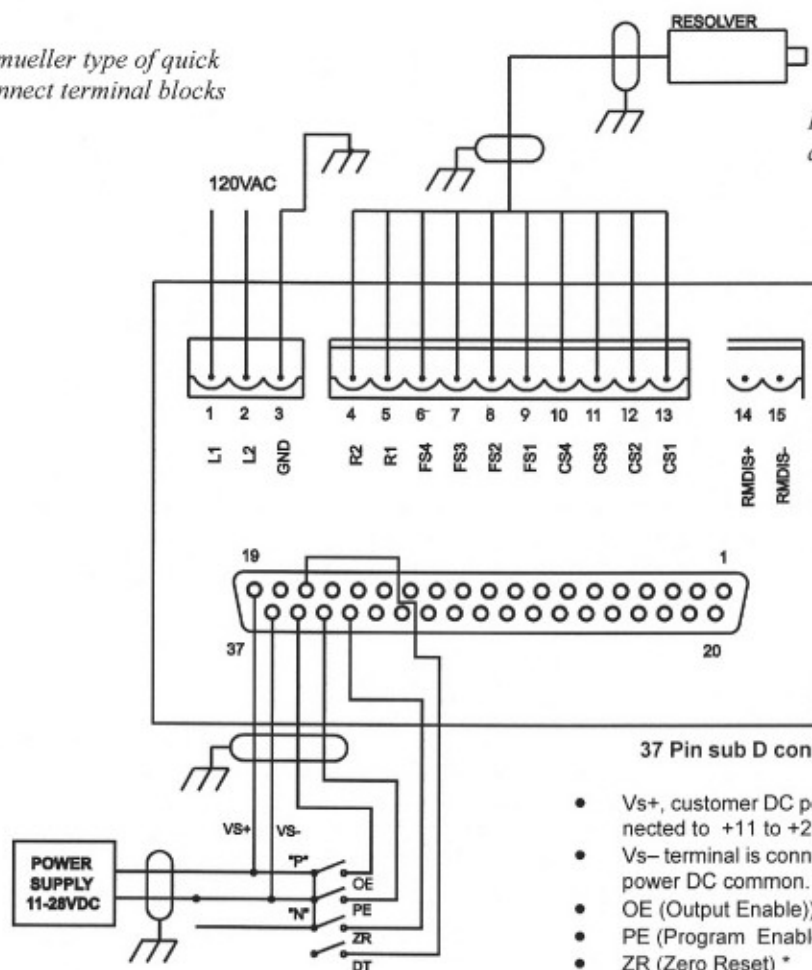 mueller type of quick
nnect terminal blocks
RESOLVER
120VAC
1 2 3 4 5 6 7 8 9 10 11 12 13 14 15
L1 L2 GND R2 R1 FS4 FS3 FS2 FS1 CS4 CS3 CS2 CS1 RMDIS+ RMDIS-
19 1
37 20
37 Pin sub D con
VS+ VS-
POWER
SUPPLY
11-28VDC
"P"
OE
"N"
PE
ZR
DT
• Vs+, customer DC p
nected to +11 to +2
• Vs– terminal is conn
power DC common.
• OE (Output Enable))
• PE (Program Enabl
• ZR (Zero Reset) *